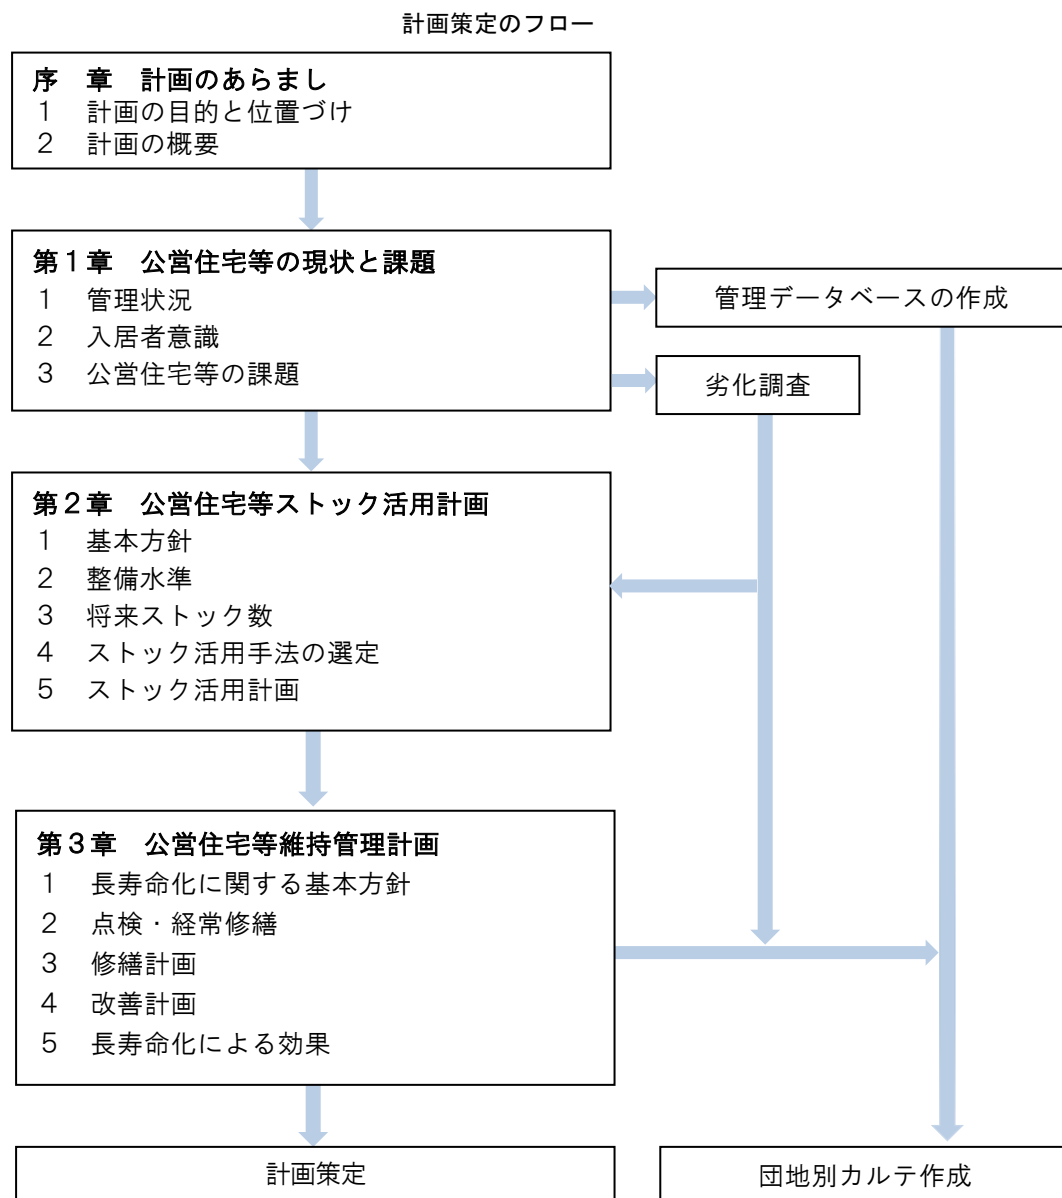 計画策定のフロー
序　章　計画のあらまし
１　計画の目的と位置づけ
２　計画の概要
第１章　公営住宅等の現状と課題
１　管理状況
２　入居者意識
３　公営住宅等の課題
管理データベースの作成
劣化調査
第２章　公営住宅等ストック活用計画
１　基本方針
２　整備水準
３　将来ストック数
４　ストック活用手法の選定
５　ストック活用計画
第３章　公営住宅等維持管理計画
１　長寿命化に関する基本方針
２　点検・経常修繕
３　修繕計画
４　改善計画
５　長寿命化による効果
計画策定
団地別カルテ作成